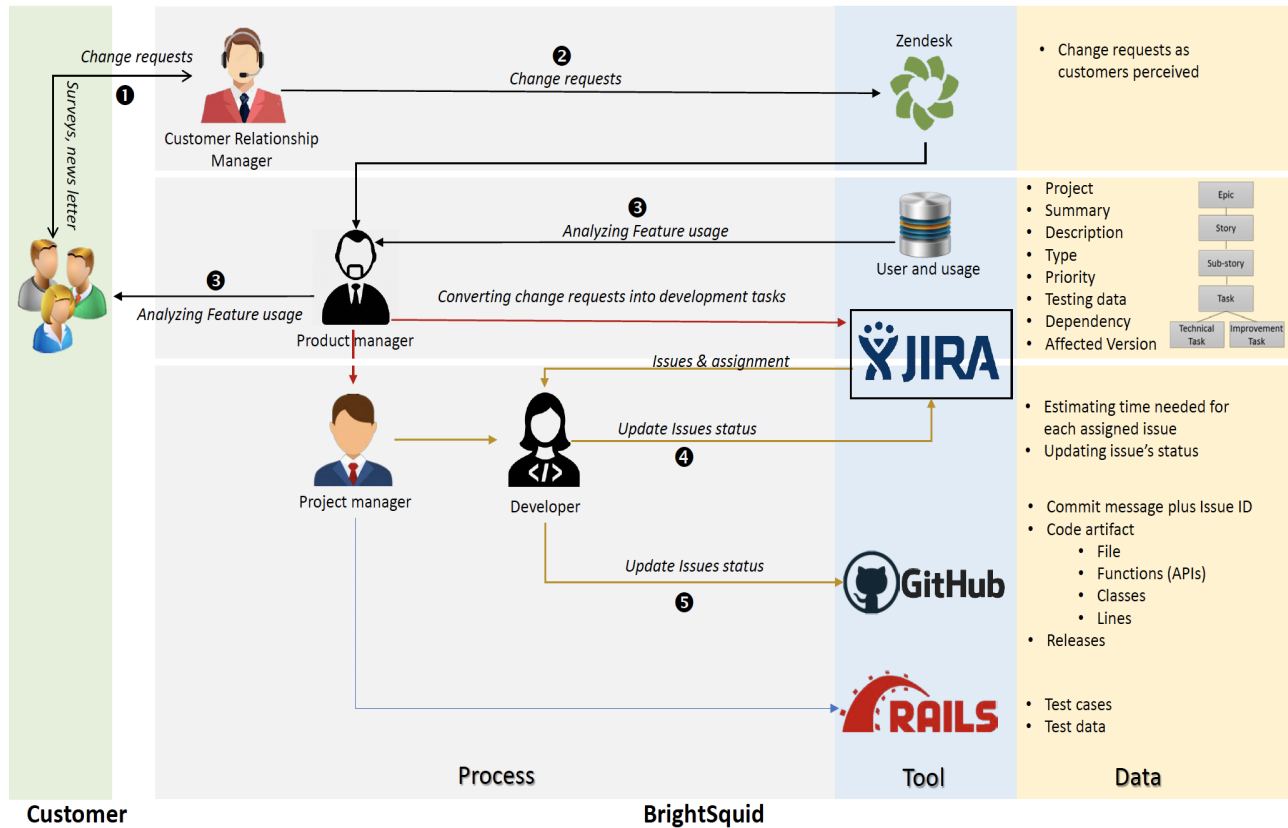 Change requests
❶
Surveys, news letter
Customer Relationship
Manager
❷
Change requests
Zendesk
• Change requests as
customers perceived
❸
Analyzing Feature usage
User and usage
• Project
• Summary
• Description
• Type
• Priority
• Testing data
• Dependency
• Affected Version
Epic
Story
Sub-story
Task
Technical
Task
Improvement
Task
❸
Analyzing Feature usage
Product manager
Converting change requests into development tasks
JIRA
Issues & assignment
Project manager
</>
Developer
Update Issues status
❹
• Estimating time needed for
each assigned issue
• Updating issue’s status
Update Issues status
❺
GitHub
• Commit message plus Issue ID
• Code artifact
• File
• Functions (APIs)
• Classes
• Lines
• Releases
RAILS
• Test cases
• Test data
Process
Tool
Data
Customer
BrightSquid